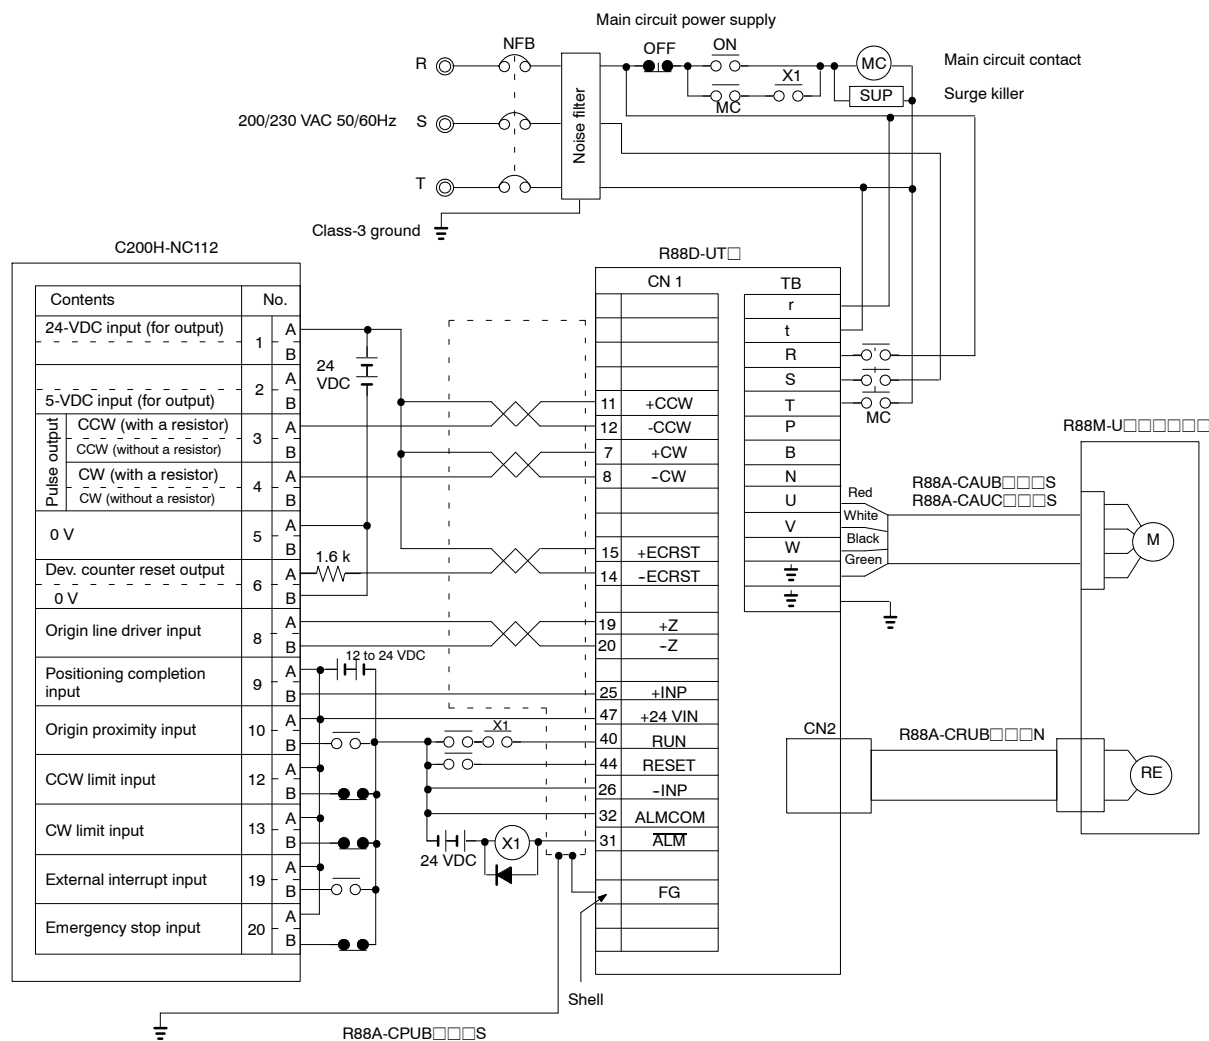 Main circuit power supply
NFB
OFF
ON
R
MC
Main circuit contact
X1
SUP
Surge killer
MC
Noise filter
200/230 VAC 50/60Hz
S
T
Class-3 ground
C200H-NC112
R88D-UT□
Contents
No.
CN 1
TB
24-VDC input (for output)
1
A
B
24 VDC
r
t
R
2
A
B
5-VDC input (for output)
S
T
MC
Pulse output
CCW (with a resistor)
3
A
CCW (without a resistor)
B
CW (with a resistor)
4
A
CW (without a resistor)
B
11 +CCW
12 -CCW
7 +CW
8 -CW
P
B
N
U
V
W
R88M-U□□□□□□
R88A-CAUB□□□S
R88A-CAUC□□□S
Red
White
Black
Green
M
0 V
5
A
B
1.6 k
Dev. counter reset output
6
A
0 V
B
15 +ECRST
14 -ECRST
Origin line driver input
8
A
B
19 +Z
20 -Z
12 to 24 VDC
Positioning completion input
9
A
B
25 +INP
Origin proximity input
10
A
B
47 +24 VIN
X1
40 RUN
44 RESET
26 -INP
32 ALMCOM
31 ALM
CN2
R88A-CRUB□□□N
RE
CCW limit input
12
A
B
CW limit input
13
A
B
24 VDC
X1
External interrupt input
19
A
B
FG
Emergency stop input
20
A
B
Shell
R88A-CPUB□□□S